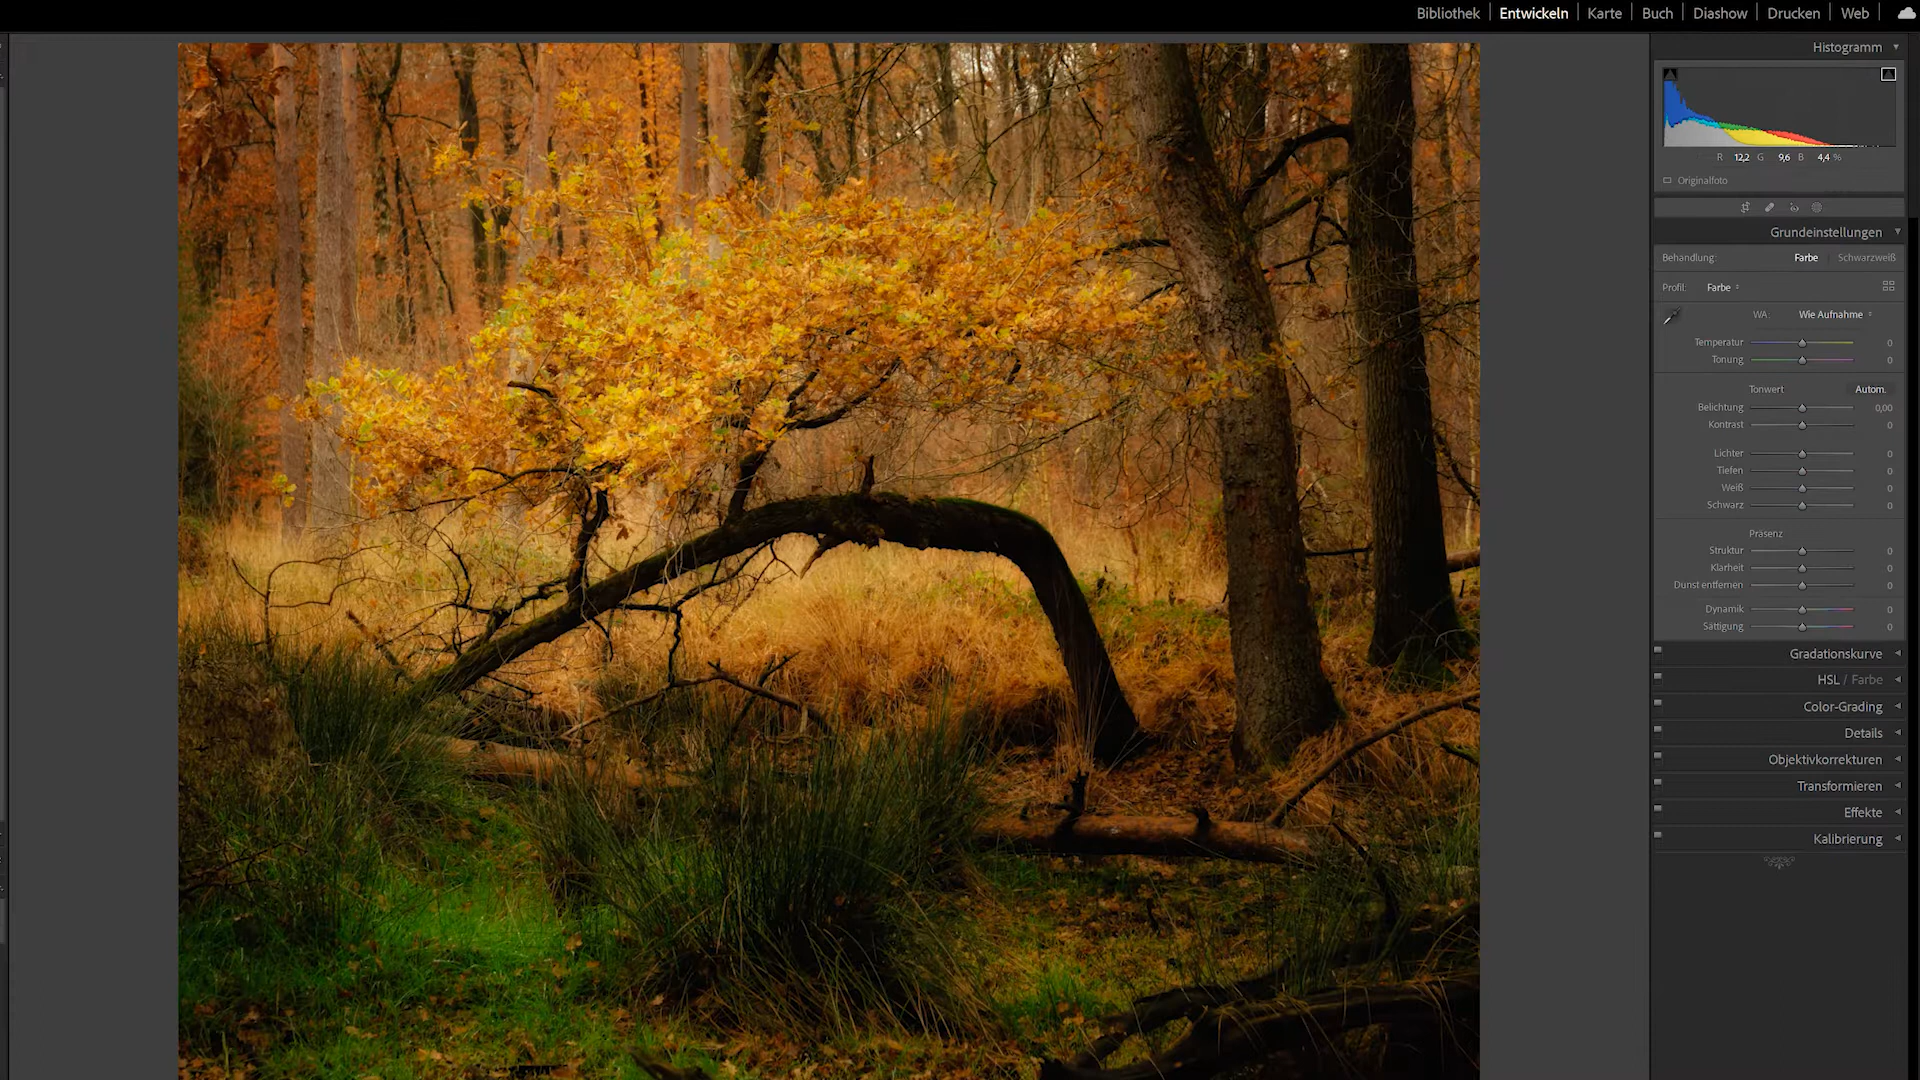 Bibliothek Entwickeln Karte Buch Diashow Drucken Web
Histogramm
R 12,2 G 9,6 B 4,4 %
Originalfoto
Grundeinstellungen
Behandlung: Farbe Schwarzweiß
Profil: Farbe
WA: Wie Aufnahme
Temperatur 0
Tonung 0
Tonwert Autom.
Belichtung 0,00
Kontrast 0
Lichter 0
Tiefen 0
Weiß 0
Schwarz 0
Präsenz
Struktur 0
Klarheit 0
Dunst entfernen 0
Dynamik 0
Sättigung 0
Gradationskurve
HSL / Farbe
Color-Grading
Details
Objektivkorrekturen
Transformieren
Effekte
Kalibrierung